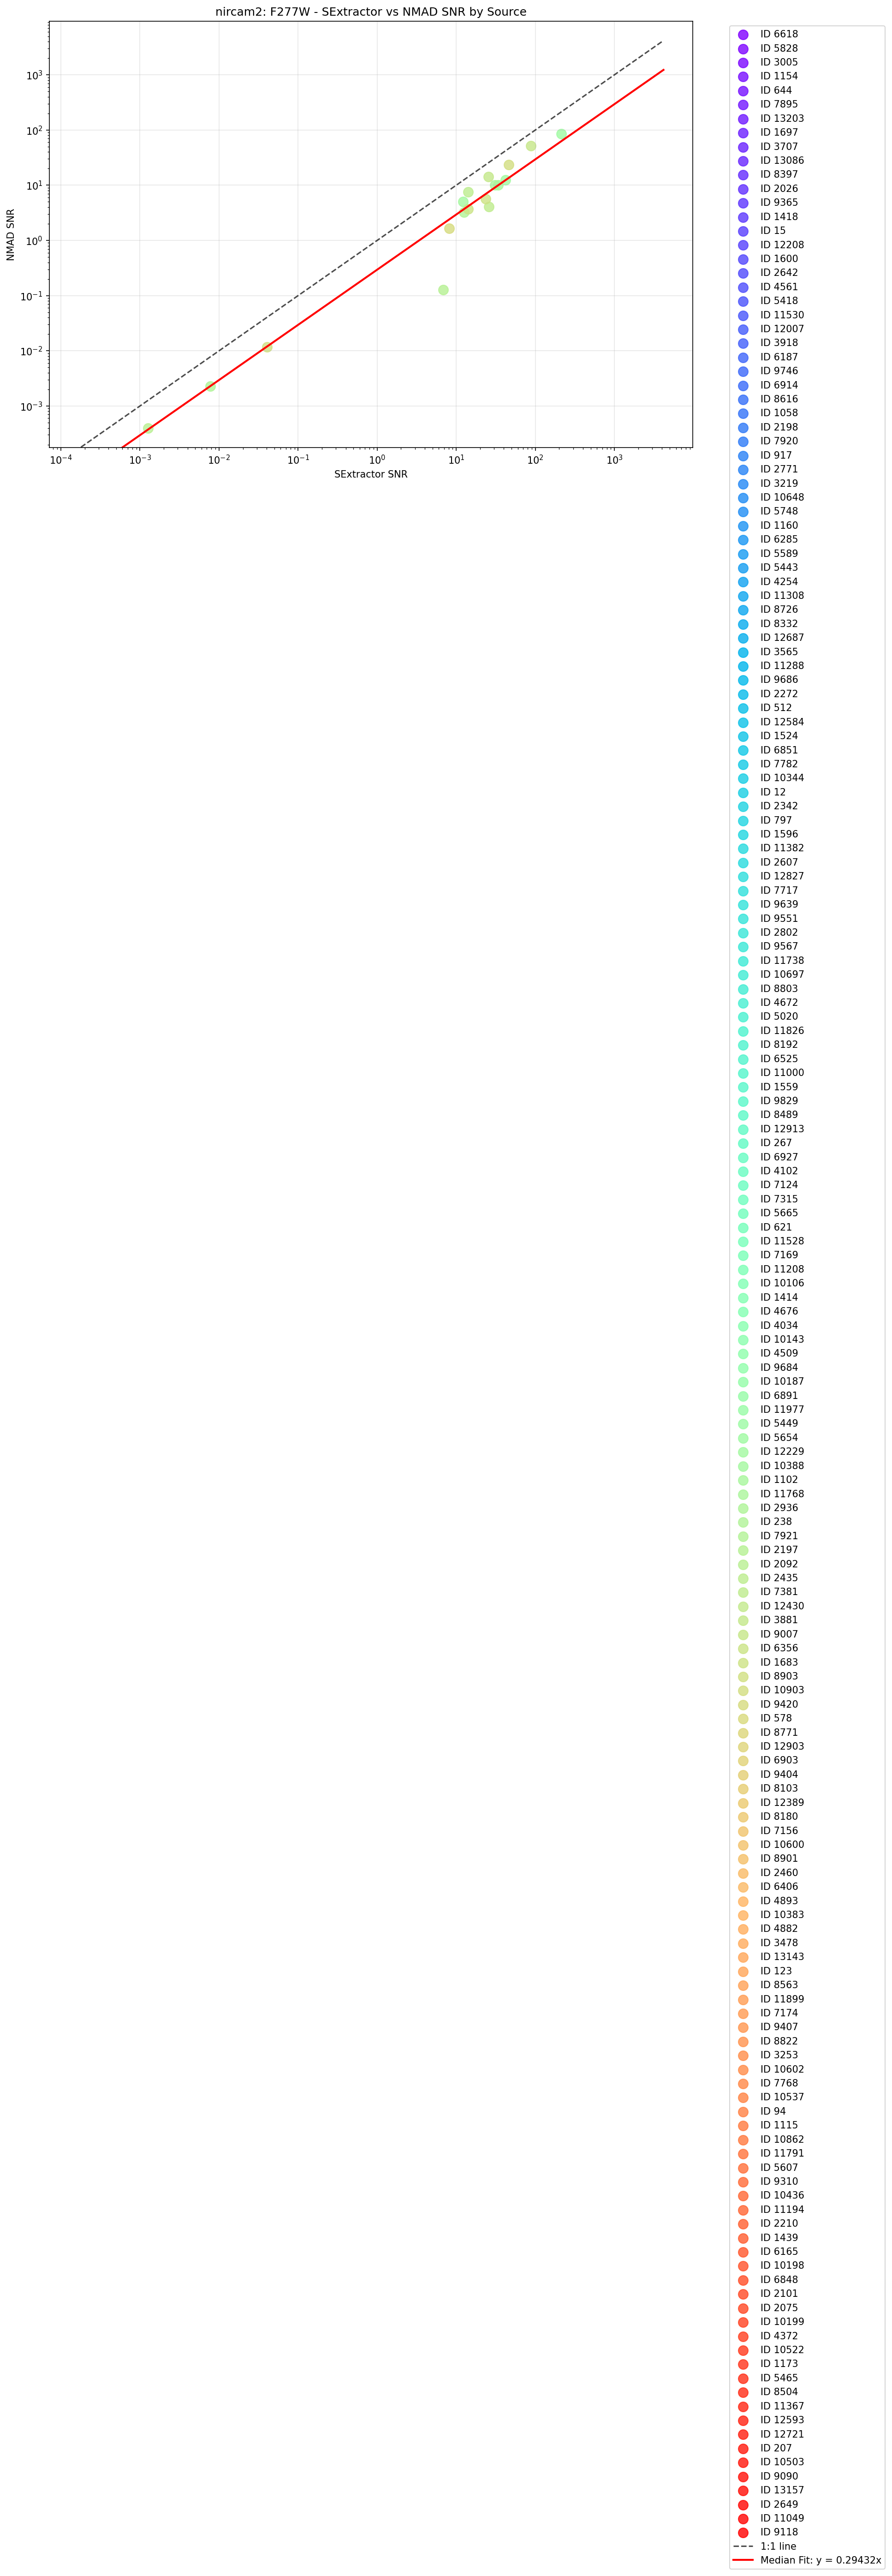 nircam2: F277W - SExtractor vs NMAD SNR by Source
NMAD SNR
10³
10²
10¹
10⁰
10⁻¹
10⁻²
10⁻³
10⁻⁴ 10⁻³ 10⁻² 10⁻¹ 10⁰ 10¹ 10² 10³
SExtractor SNR
ID 6618
ID 5828
ID 3005
ID 1154
ID 644
ID 7895
ID 13203
ID 1697
ID 3707
ID 13086
ID 8397
ID 2026
ID 9365
ID 1418
ID 15
ID 12208
ID 1600
ID 2642
ID 4561
ID 5418
ID 11530
ID 12007
ID 3918
ID 6187
ID 9746
ID 6914
ID 8616
ID 1058
ID 2198
ID 7920
ID 917
ID 2771
ID 3219
ID 10648
ID 5748
ID 1160
ID 6285
ID 5589
ID 5443
ID 4254
ID 11308
ID 8726
ID 8332
ID 12687
ID 3565
ID 11288
ID 9686
ID 2272
ID 512
ID 12584
ID 1524
ID 6851
ID 7782
ID 10344
ID 12
ID 2342
ID 797
ID 1596
ID 11382
ID 2607
ID 12827
ID 7717
ID 9639
ID 9551
ID 2802
ID 9567
ID 11738
ID 10697
ID 8803
ID 4672
ID 5020
ID 11826
ID 8192
ID 6525
ID 11000
ID 1559
ID 9829
ID 8489
ID 12913
ID 267
ID 6927
ID 4102
ID 7124
ID 7315
ID 5665
ID 621
ID 11528
ID 7169
ID 11208
ID 10106
ID 1414
ID 4676
ID 4034
ID 10143
ID 4509
ID 9684
ID 10187
ID 6891
ID 11977
ID 5449
ID 5654
ID 12229
ID 10388
ID 1102
ID 11768
ID 2936
ID 238
ID 7921
ID 2197
ID 2092
ID 2435
ID 7381
ID 12430
ID 3881
ID 9007
ID 6356
ID 1683
ID 8903
ID 10903
ID 9420
ID 578
ID 8771
ID 12903
ID 6903
ID 9404
ID 8103
ID 12389
ID 8180
ID 7156
ID 10600
ID 8901
ID 2460
ID 6406
ID 4893
ID 10383
ID 4882
ID 3478
ID 13143
ID 123
ID 8563
ID 11899
ID 7174
ID 9407
ID 8822
ID 3253
ID 10602
ID 7768
ID 10537
ID 94
ID 1115
ID 10862
ID 11791
ID 5607
ID 9310
ID 10436
ID 11194
ID 2210
ID 1439
ID 6165
ID 10198
ID 6848
ID 2101
ID 2075
ID 10199
ID 4372
ID 10522
ID 1173
ID 5465
ID 8504
ID 11367
ID 12593
ID 12721
ID 207
ID 10503
ID 9090
ID 13157
ID 2649
ID 11049
ID 9118
1:1 line
Median Fit: y = 0.29432x